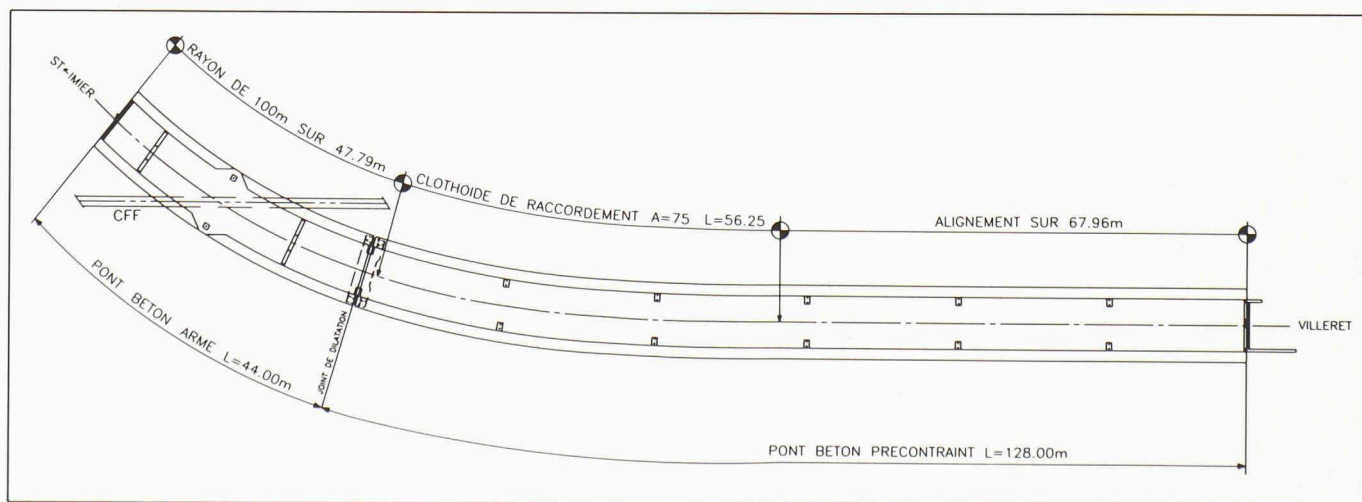 ST-IMIER
RAYON DE 100m SUR 47.79m
CLOTHOIDE DE RACCORDEMENT A=75 L=56.25
ALIGNEMENT SUR 67.96m
CFF
VILLERET
PONT BETON ARME L=44.00m
JOINT DE DILATATION
PONT BETON PRECONTRAINT L=128.00m